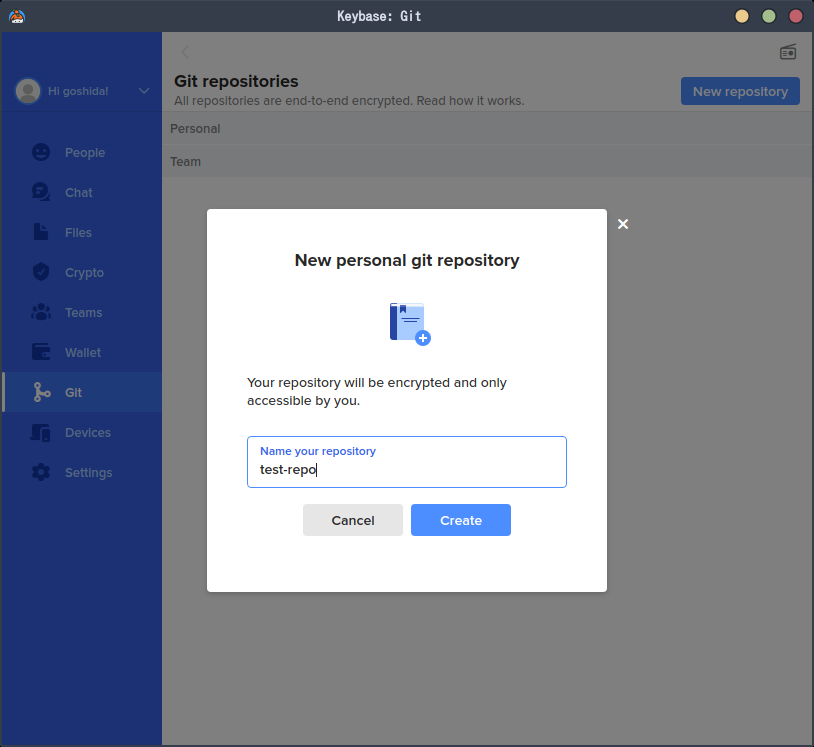 Keybase: Git
Hi goshida!
People
Chat
Files
Crypto
Teams
Wallet
Git
Devices
Settings
Git repositories
All repositories are end-to-end encrypted. Read how it works.
New repository
Personal
Team
New personal git repository
Your repository will be encrypted and only
accessible by you.
Name your repository
test-repo
Cancel
Create